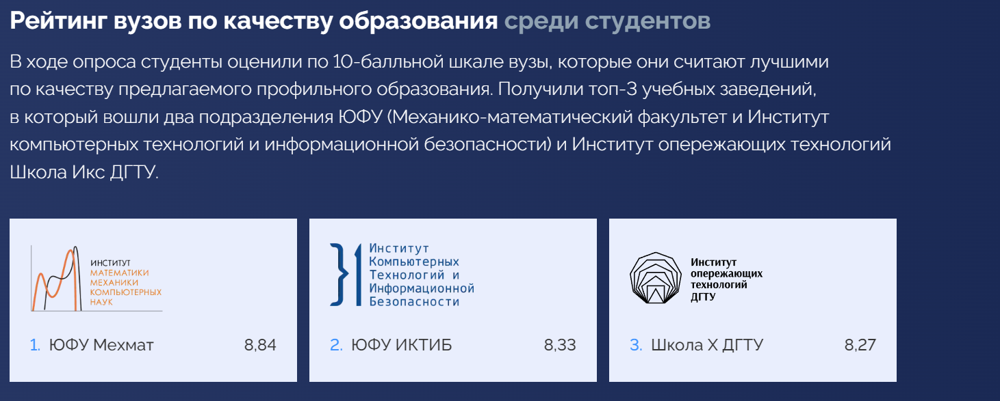 Рейтинг вузов по качеству образования среди студентов
В ходе опроса студенты оценили по 10-балльной шкале вузы, которые они считают лучшими
по качеству предлагаемого профильного образования. Получили топ-3 учебных заведений,
в который вошли два подразделения ЮФУ (Механико-математический факультет и Институт
компьютерных технологий и информационной безопасности) и Институт опережающих технологий
Школа Икс ДГТУ.
ИНСТИТУТ
МАТЕМАТИКИ
МЕХАНИКИ
КОМПЬЮТЕРНЫХ
НАУК
1. ЮФУ Мехмат 8,84
Институт
Компьютерных
Технологий и
Информационной
Безопасности
2. ЮФУ ИКТИБ 8,33
Институт
опережающих
технологий
ДГТУ
3. Школа X ДГТУ 8,27